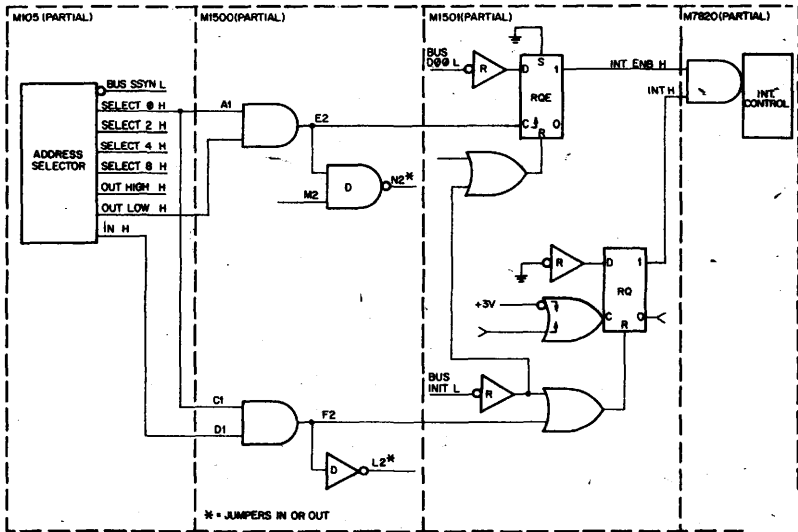 M105 (PARTIAL)
M1500 (PARTIAL)
M1501 (PARTIAL)
M7820 (PARTIAL)
BUS SSYN L
SELECT 0 H
SELECT 2 H
SELECT 4 H
SELECT 8 H
OUT HIGH H
OUT LOW H
IN H
ADDRESS
SELECTOR
A1
E2
D
N2*
M2
C1
D1
F2
D
L2*
* = JUMPERS IN OR OUT
BUS
D00 L
R
D
S
1
RQE
C
0
R
INT ENB H
INT H
INT.
CONTROL
R
D
1
RQ
+3V
C
0
R
BUS
INIT L
R